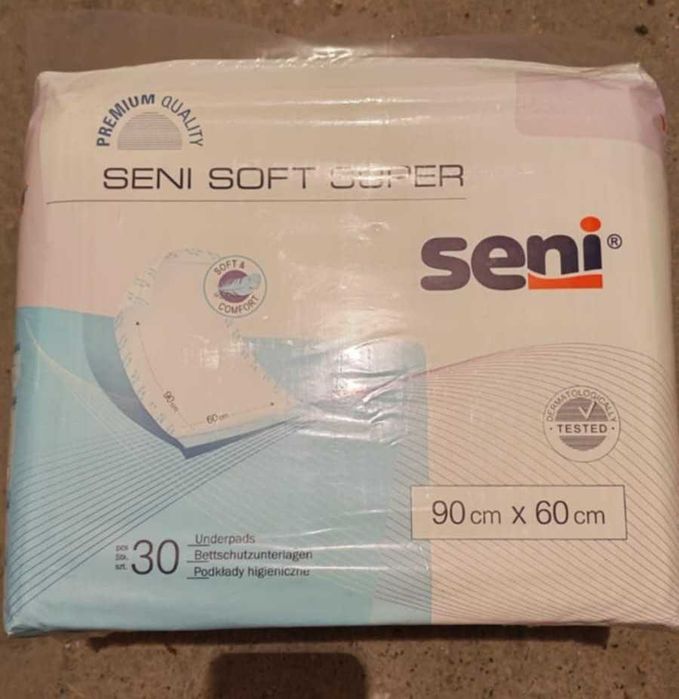 PREMIUM QUALITY
SENI SOFT SUPER
seni®
SOFT &
COMFORT
90 cm
60 cm
DERMATOLOGICALLY
· TESTED ·
90 cm x 60 cm
pcs
Stk.
szt.
30
Underpads
Bettschutzunterlagen
Podkłady higieniczne